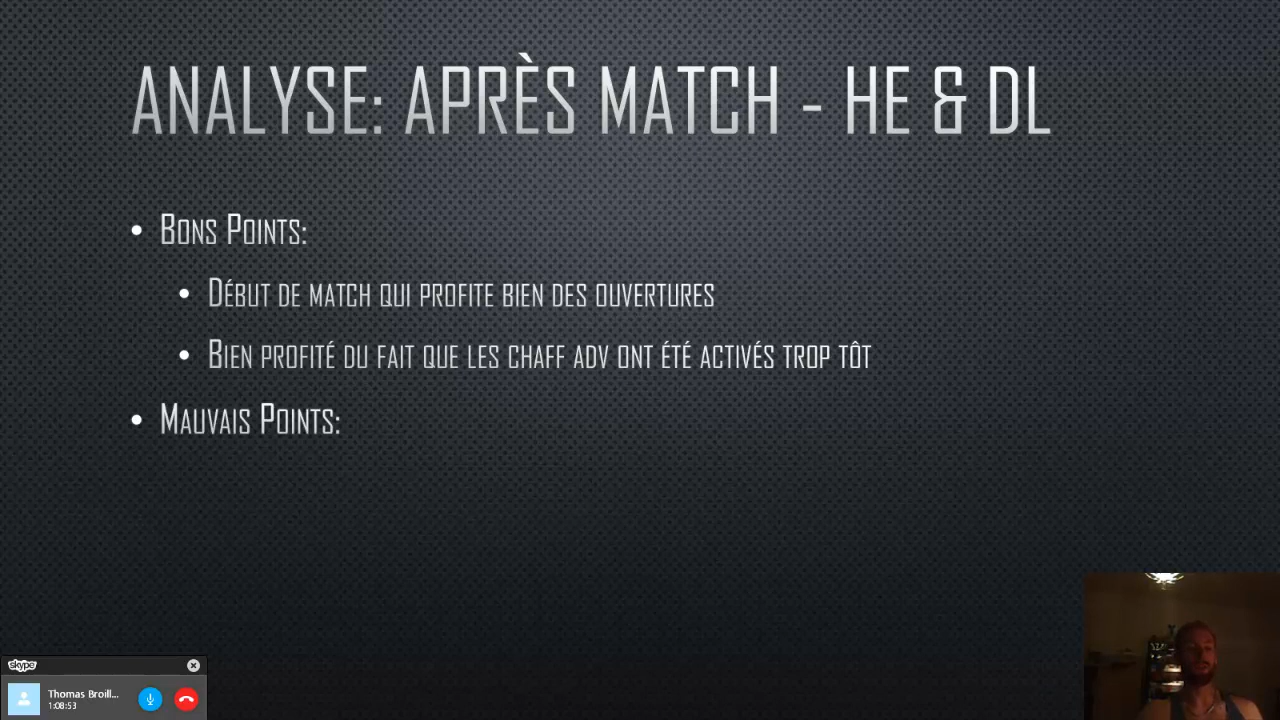 ANALYSE: APRÈS MATCH - HE & DL
• BONS POINTS:
• DÉBUT DE MATCH QUI PROFITE BIEN DES OUVERTURES
• BIEN PROFITÉ DU FAIT QUE LES CHAFF ADV ONT ÉTÉ ACTIVÉS TROP TÔT
• MAUVAIS POINTS:
skype
Thomas Broill...
1:08:53